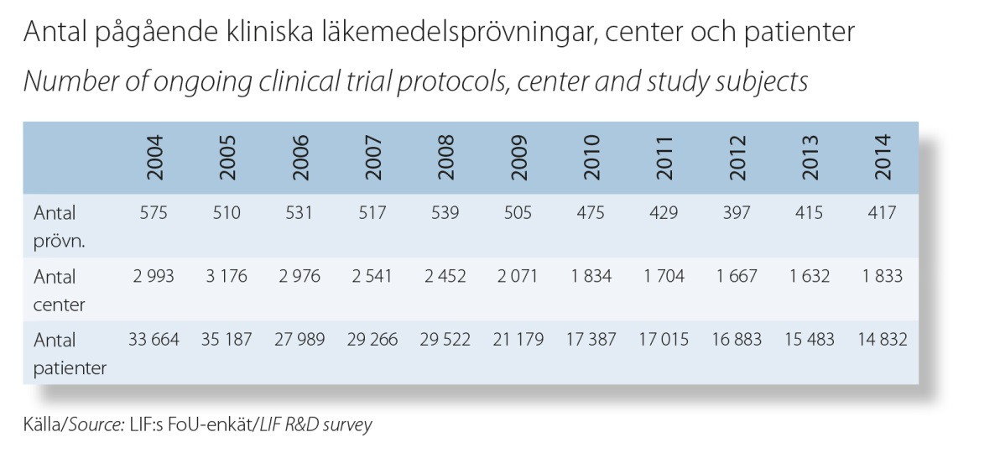 Antal pågående kliniska läkemedelsprövningar, center och patienter
Number of ongoing clinical trial protocols, center and study subjects
2004 2005 2006 2007 2008 2009 2010 2011 2012 2013 2014
Antal 575 510 531 517 539 505 475 429 397 415 417
prövn.
Antal 2 993 3 176 2 976 2 541 2 452 2 071 1 834 1 704 1 667 1 632 1 833
center
Antal 33 664 35 187 27 989 29 266 29 522 21 179 17 387 17 015 16 883 15 483 14 832
patienter
Källa/Source: LIF:s FoU-enkät/LIF R&D survey